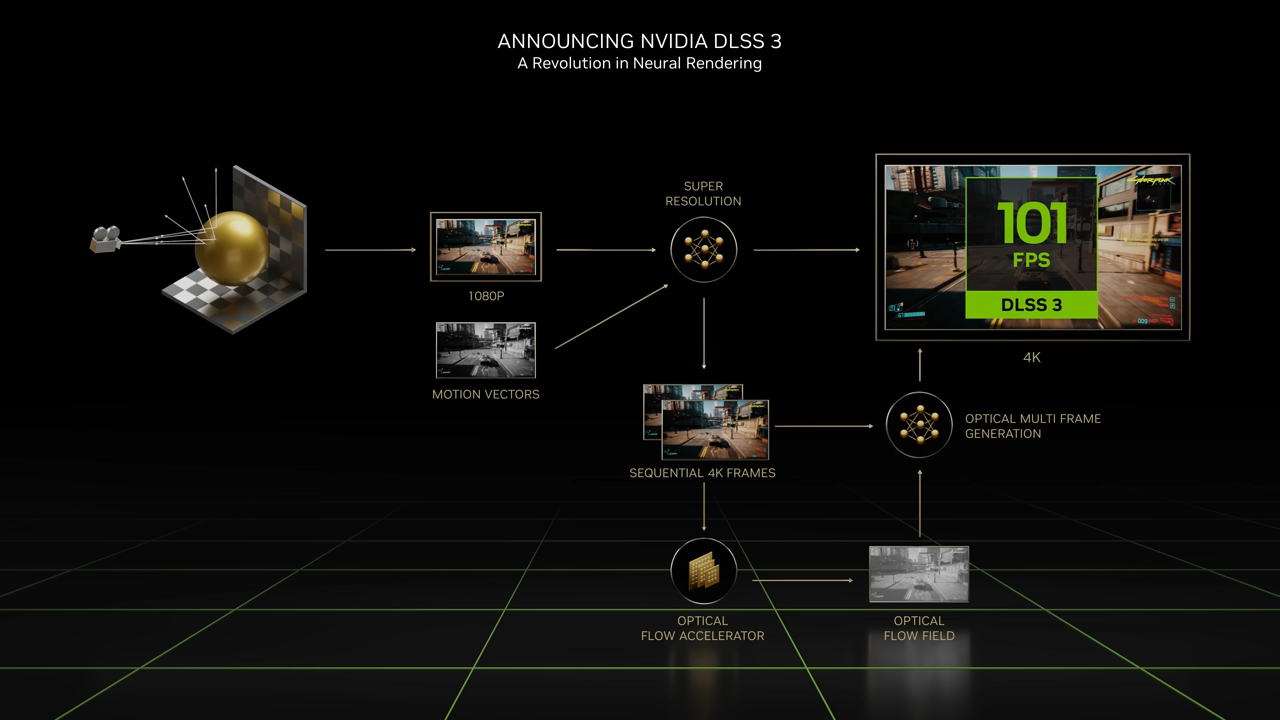 ANNOUNCING NVIDIA DLSS 3
A Revolution in Neural Rendering
SUPER
RESOLUTION
1080P
MOTION VECTORS
101
FPS
DLSS 3
4K
SEQUENTIAL 4K FRAMES
OPTICAL MULTI FRAME
GENERATION
OPTICAL
FLOW ACCELERATOR
OPTICAL
FLOW FIELD